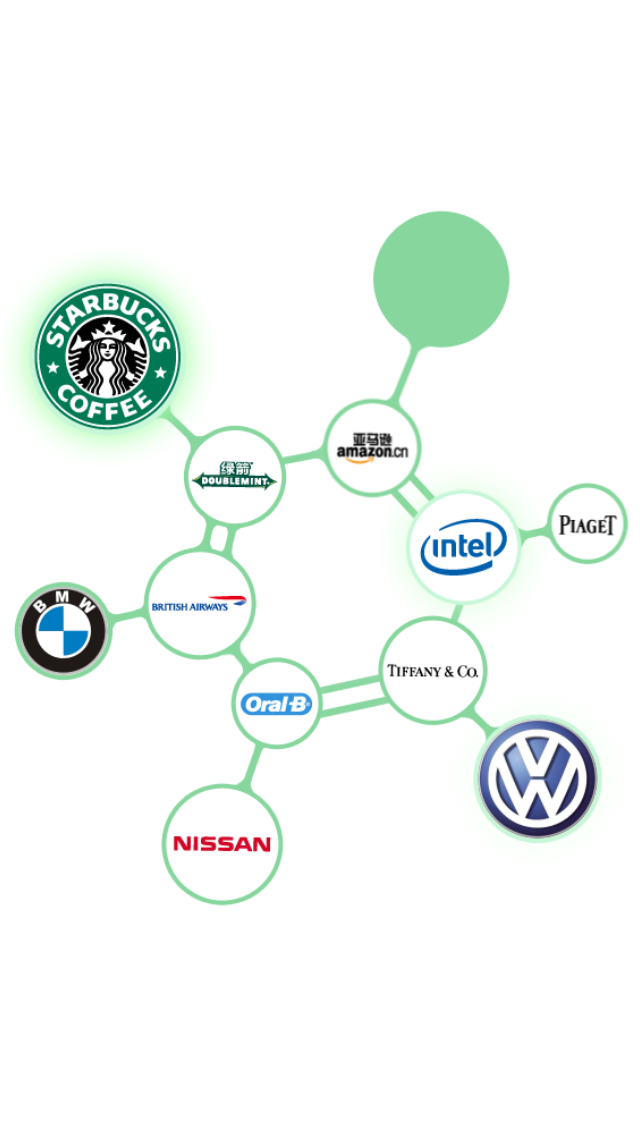 STARBUCKS
COFFEE
亚马逊
amazon.cn
绿箭
DOUBLEMINT
intel
PIAGET
BRITISH AIRWAYS
BMW
TIFFANY & CO.
Oral-B
VW
NISSAN